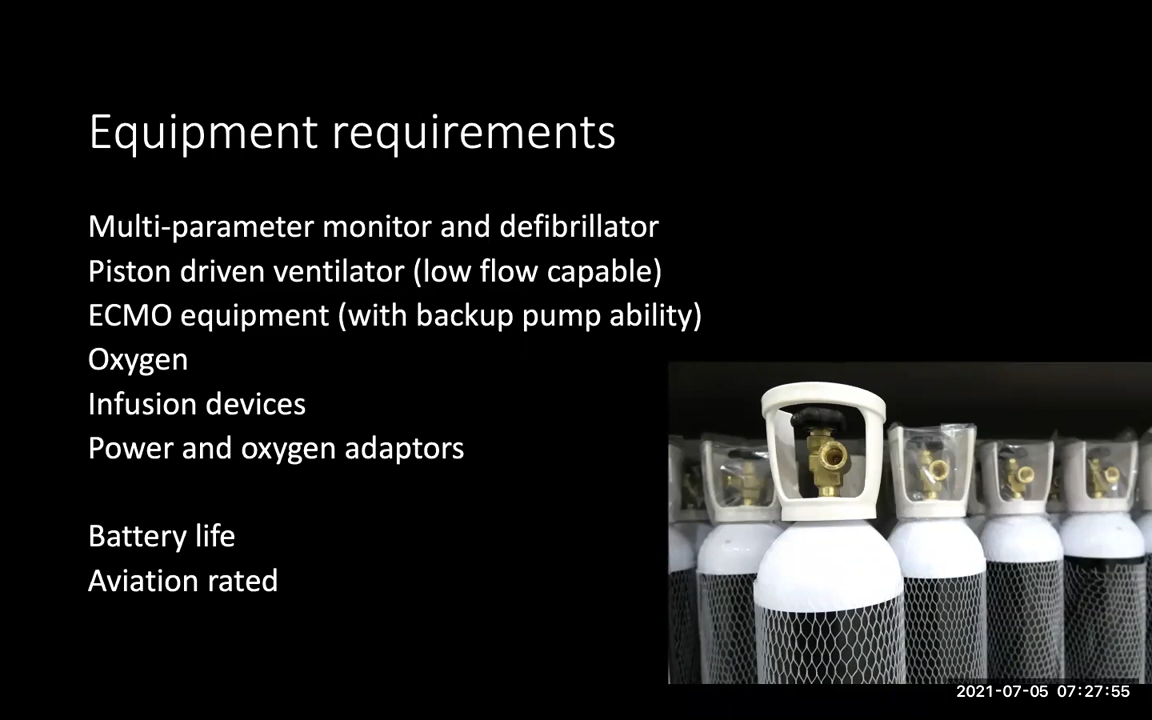 Equipment requirements
Multi-parameter monitor and defibrillator
Piston driven ventilator (low flow capable)
ECMO equipment (with backup pump ability)
Oxygen
Infusion devices
Power and oxygen adaptors
Battery life
Aviation rated
2021-07-05 07:27:55